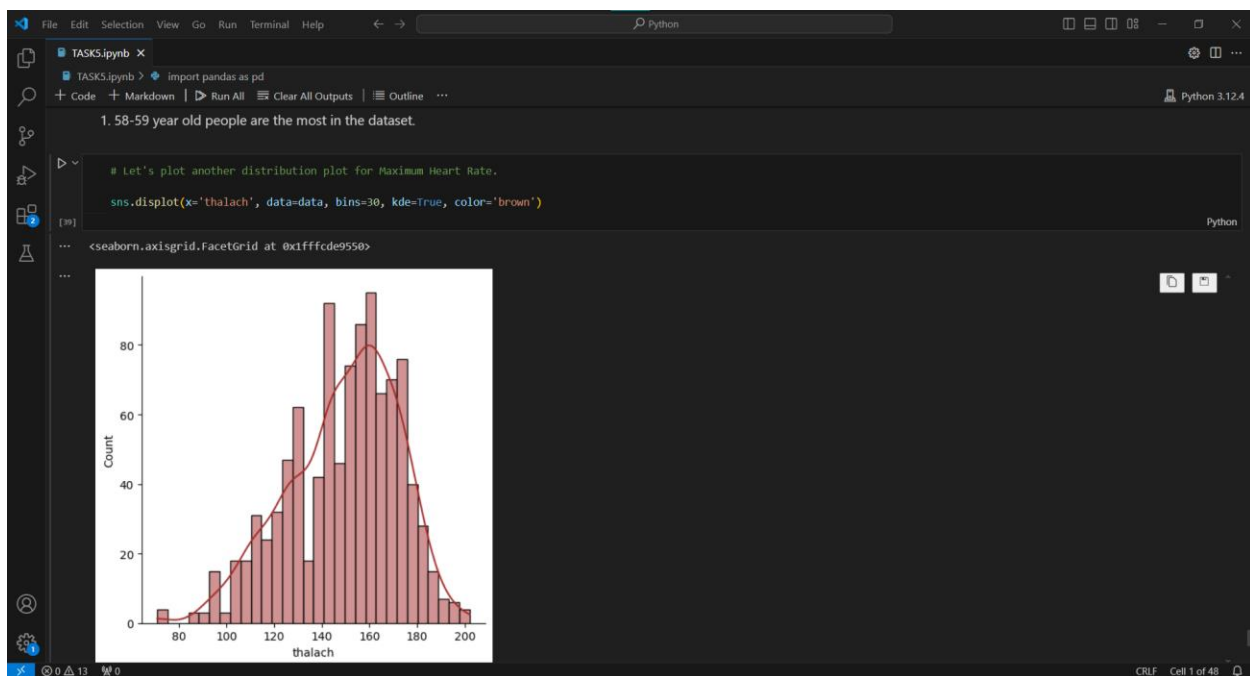 File Edit Selection View Go Run Terminal Help
Python
TASK5.ipynb
TASK5.ipynb > import pandas as pd
+ Code + Markdown | Run All Clear All Outputs | Outline ...
Python 3.12.4
1. 58-59 year old people are the most in the dataset.
# Let's plot another distribution plot for Maximum Heart Rate.
sns.displot(x='thalach', data=data, bins=30, kde=True, color='brown')
[39]
Python
2
<seaborn.axisgrid.FacetGrid at 0x1fffcde9550>
80
60
Count
40
20
0
80 100 120 140 160 180 200
thalach
1
0 13 0
CRLF Cell 1 of 48